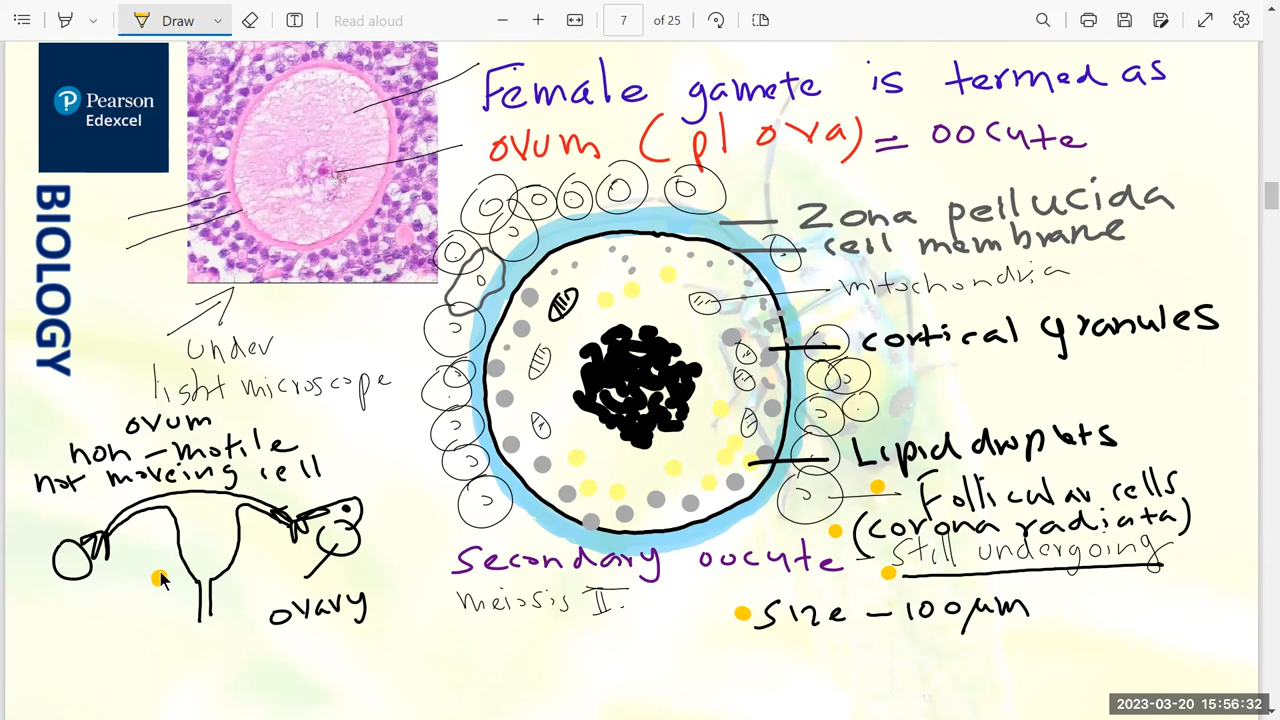 Draw
Read aloud
7
of 25
Pearson
Edexcel
BIOLOGY
Female gamete is termed as
ovum (pl ova) = oocyte
Zona pellucida
cell membrane
mitochondria
cortical granules
Under
light microscope
ovum
non-motile
not moveing cell
Lipid droplets
Follicular cells
(corona radiata)
ovary
secondary oocyte - still undergoing
meiosis II.
size - 100μm
2023-03-20 15:56:32